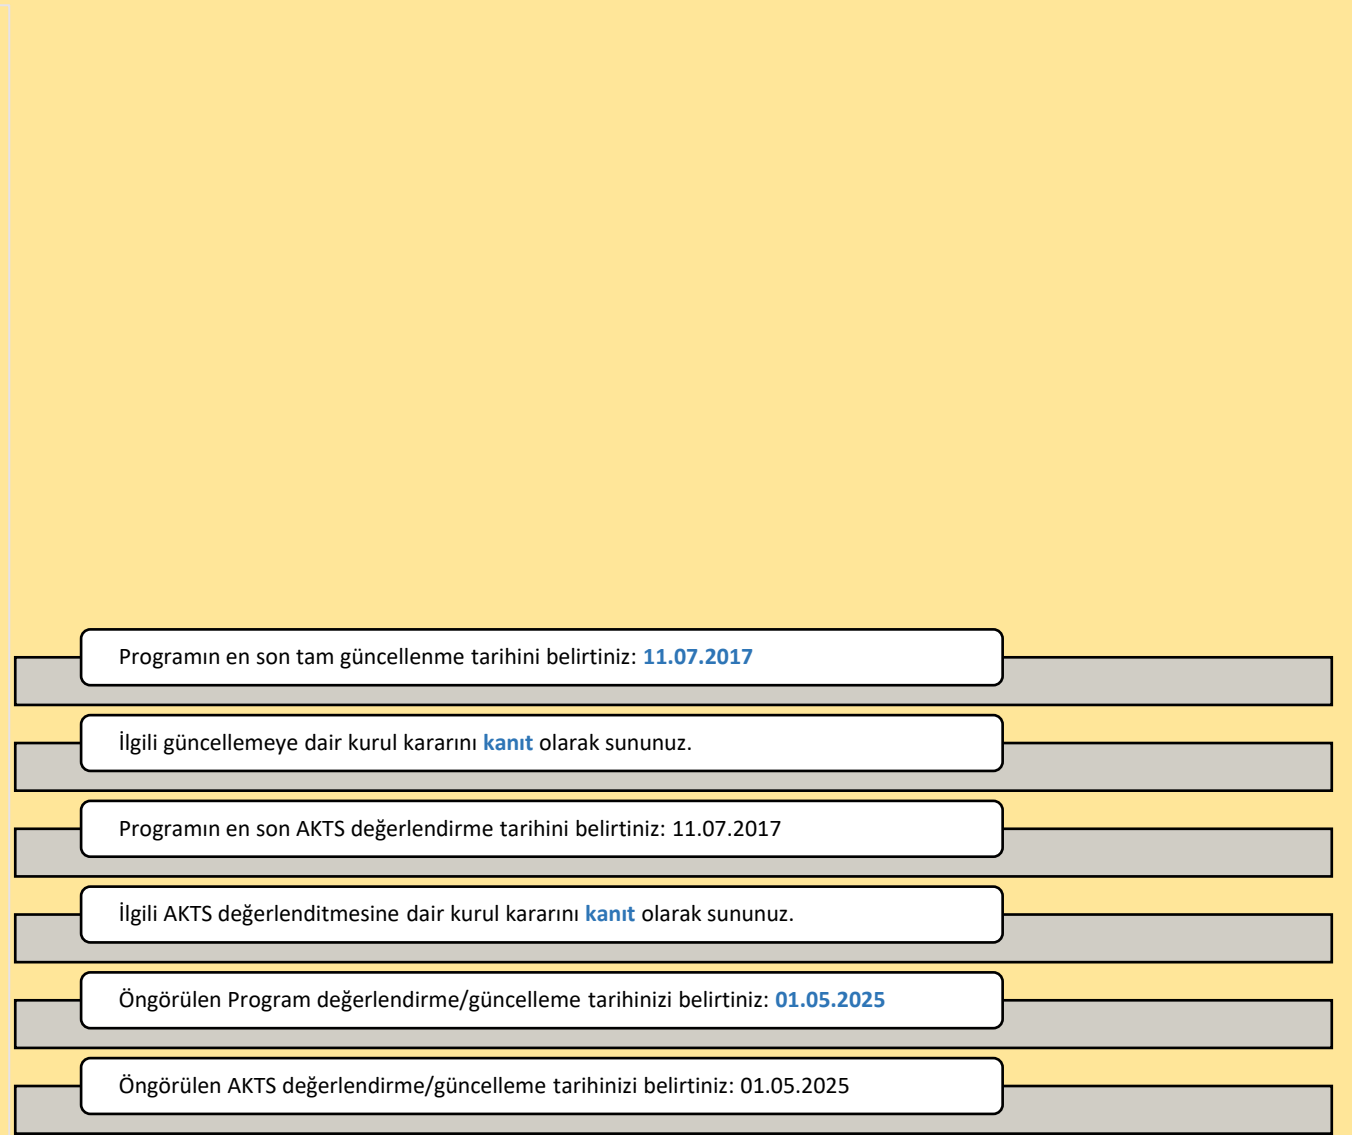 Programın en son tam güncellenme tarihini belirtiniz: 11.07.2017
İlgili güncellemeye dair kurul kararını kanıt olarak sununuz.
Programın en son AKTS değerlendirme tarihini belirtiniz: 11.07.2017
İlgili AKTS değerlenditmesine dair kurul kararını kanıt olarak sununuz.
Öngörülen Program değerlendirme/güncelleme tarihinizi belirtiniz: 01.05.2025
Öngörülen AKTS değerlendirme/güncelleme tarihinizi belirtiniz: 01.05.2025